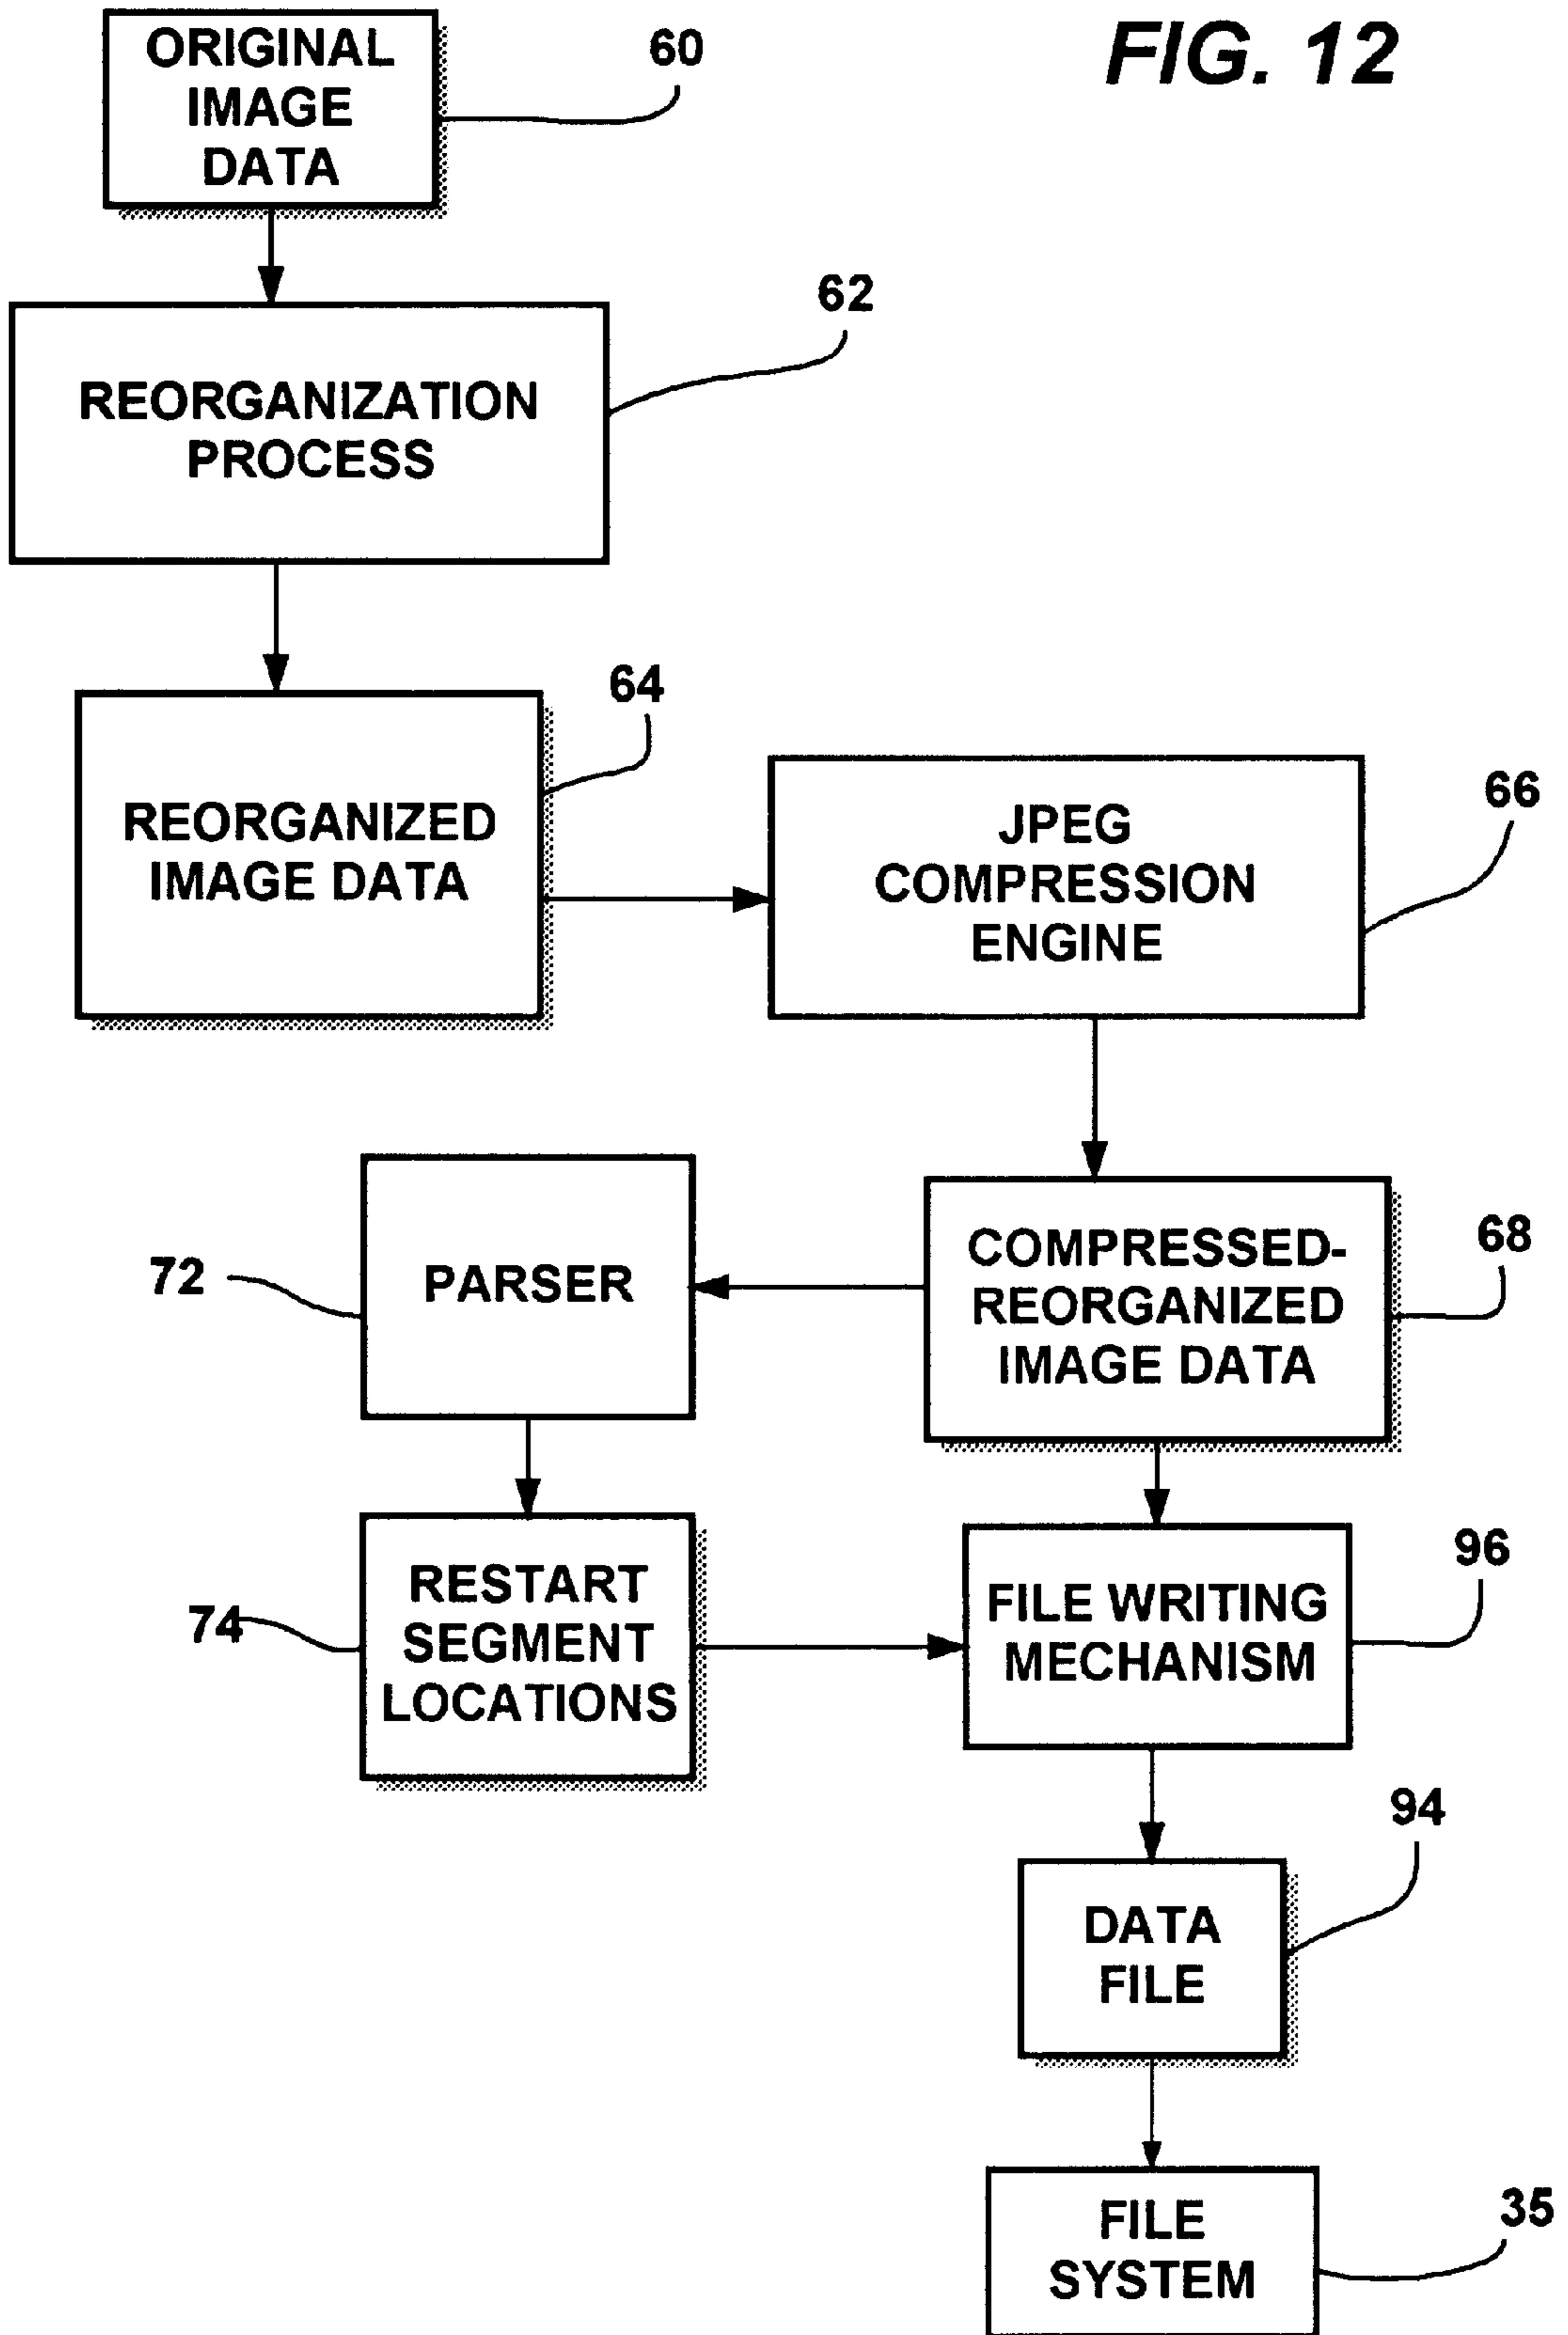 FIG. 12
ORIGINAL
IMAGE
DATA
60
REORGANIZATION
PROCESS
62
REORGANIZED
IMAGE DATA
64
JPEG
COMPRESSION
ENGINE
66
COMPRESSED-
REORGANIZED
IMAGE DATA
68
PARSER
72
RESTART
SEGMENT
LOCATIONS
74
FILE WRITING
MECHANISM
96
DATA
FILE
94
FILE
SYSTEM
35